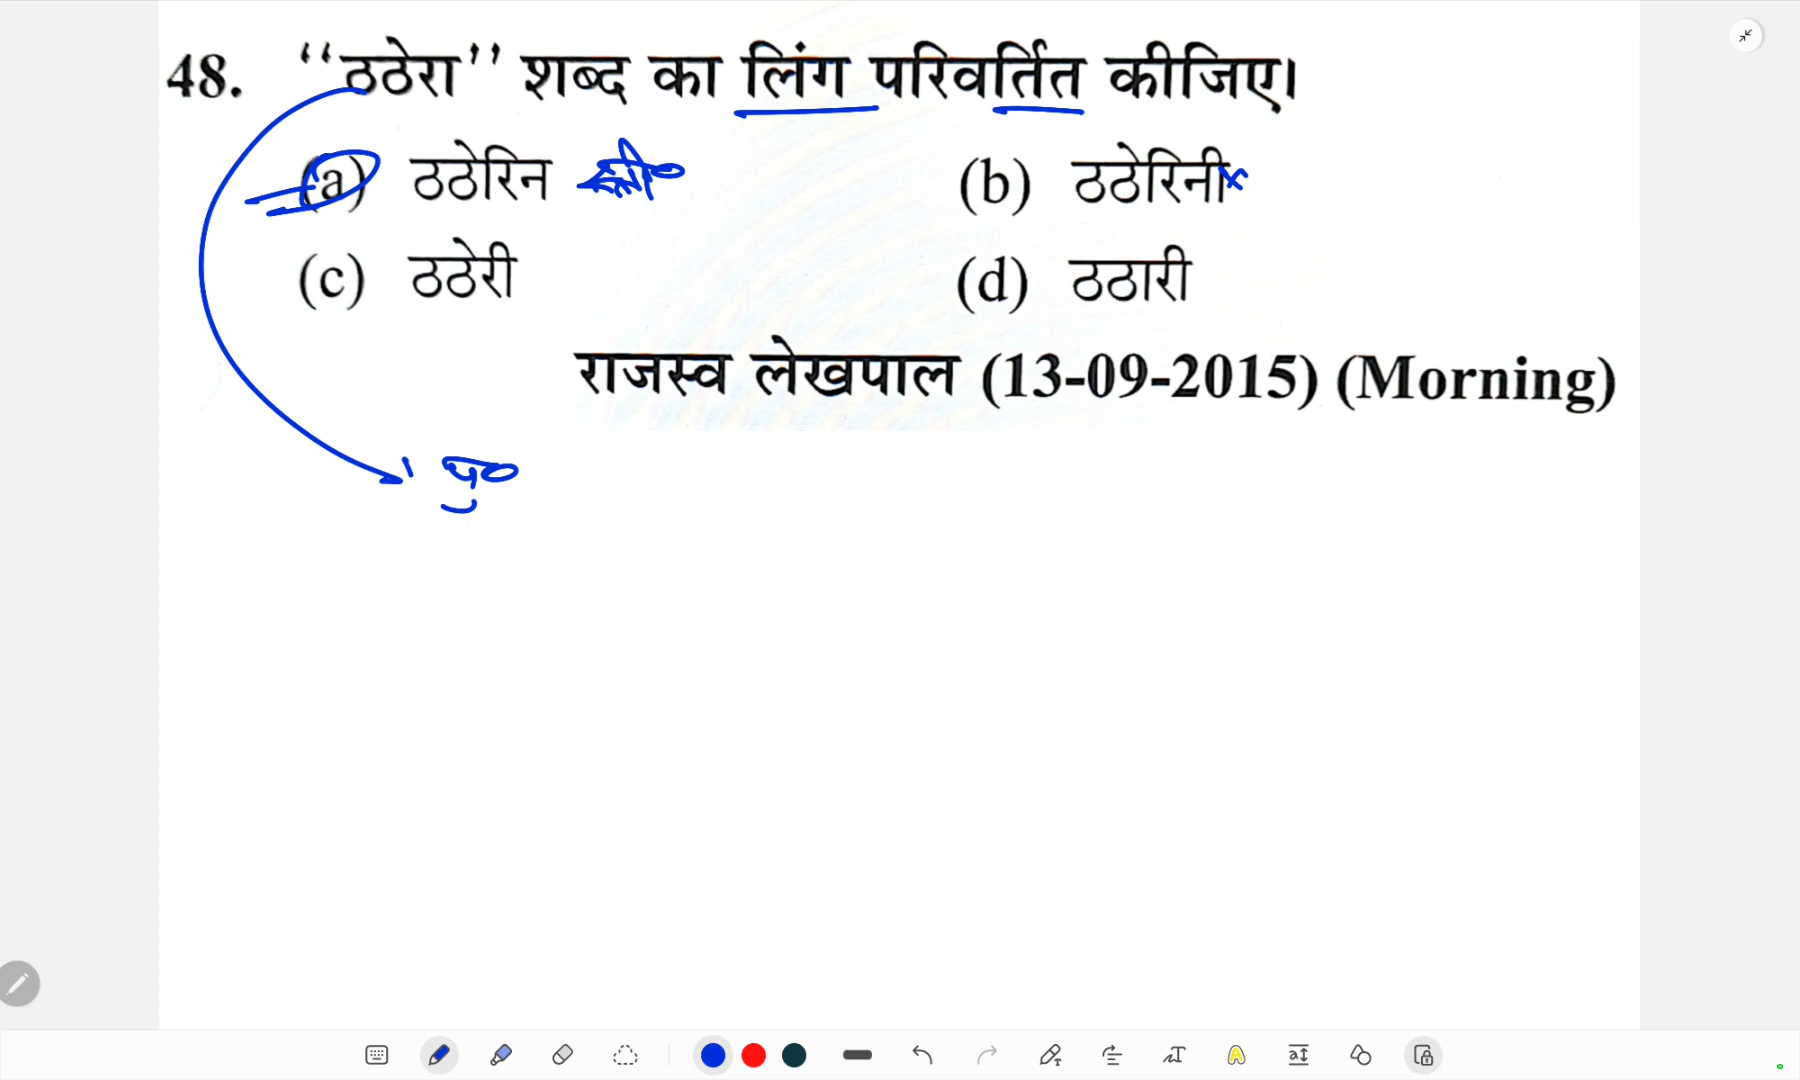 48. “ठठेरा” शब्द का लिंग परिवर्तित कीजिए।
(a) ठठेरिन (b) ठठेरिनी
(c) ठठेरी (d) ठठारी
राजस्व लेखपाल (13-09-2015) (Morning)
पु०